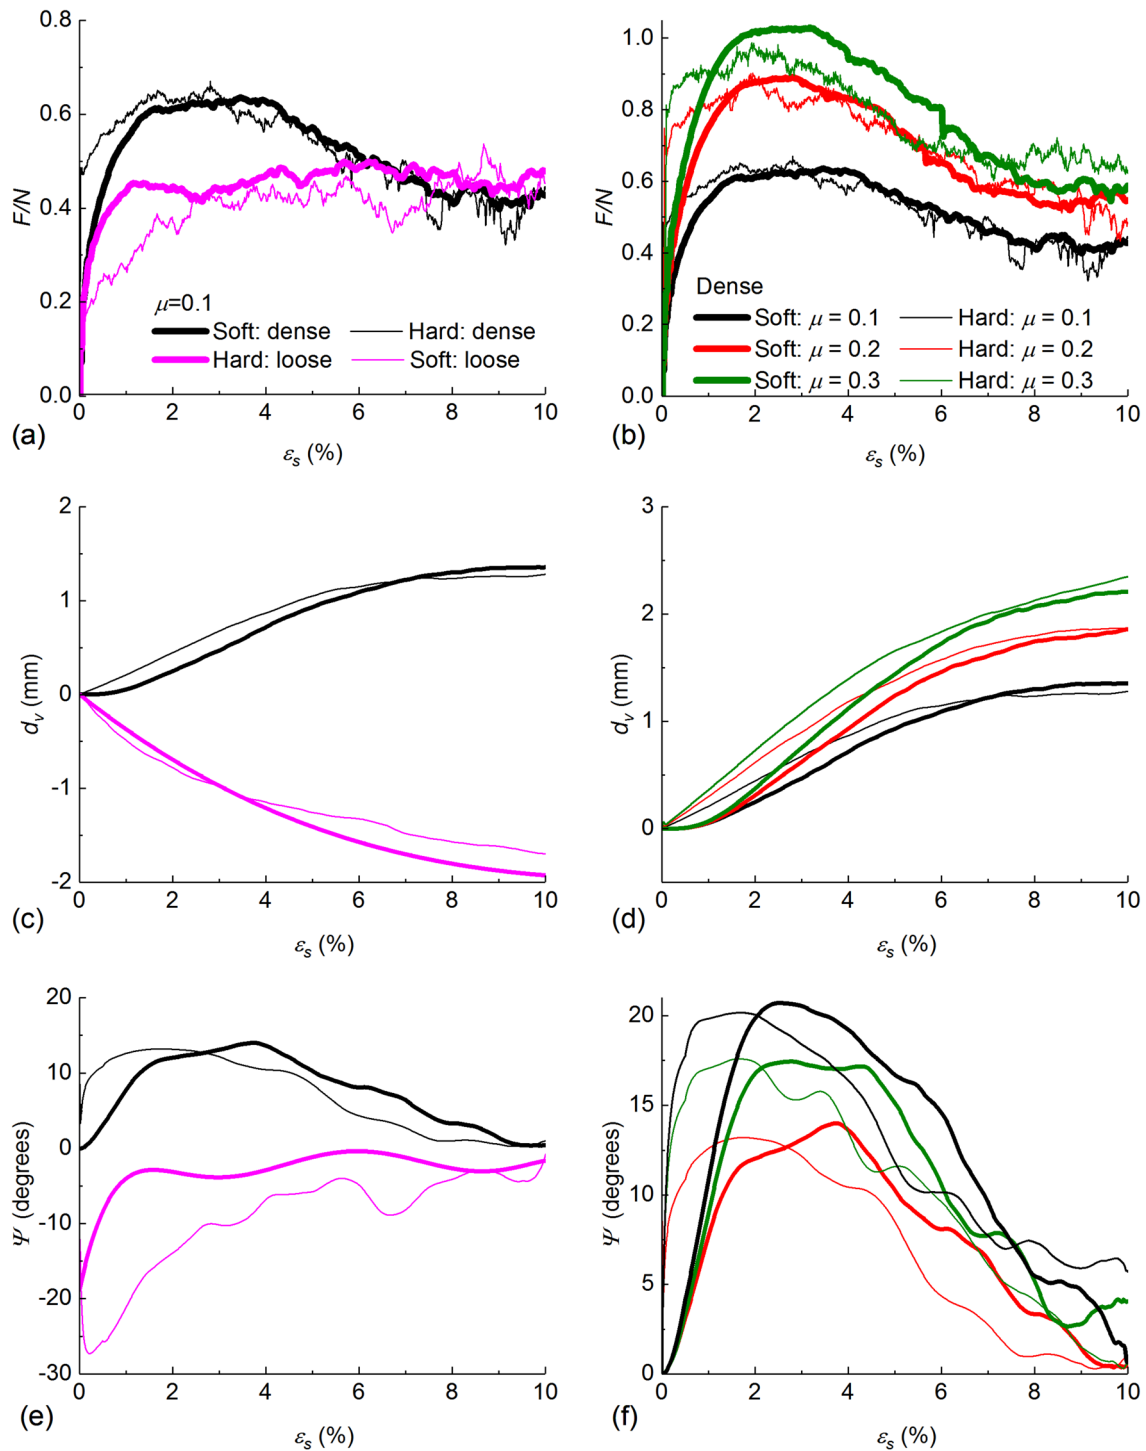 0.8
0.6
0.4
0.2
0.0
F/N
μ=0.1
Soft: dense
Hard: dense
Hard: loose
Soft: loose
0 2 4 6 8 10
(a)
εs (%)
1.0
0.8
0.6
0.4
0.2
0.0
F/N
Dense
Soft: μ = 0.1
Hard: μ = 0.1
Soft: μ = 0.2
Hard: μ = 0.2
Soft: μ = 0.3
Hard: μ = 0.3
0 2 4 6 8 10
(b)
εs (%)
2
1
0
-1
-2
dv (mm)
0 2 4 6 8 10
(c)
εs (%)
3
2
1
0
dv (mm)
0 2 4 6 8 10
(d)
εs (%)
20
10
0
-10
-20
-30
Ψ (degrees)
0 2 4 6 8 10
(e)
εs (%)
20
15
10
5
0
Ψ (degrees)
0 2 4 6 8 10
(f)
εs (%)